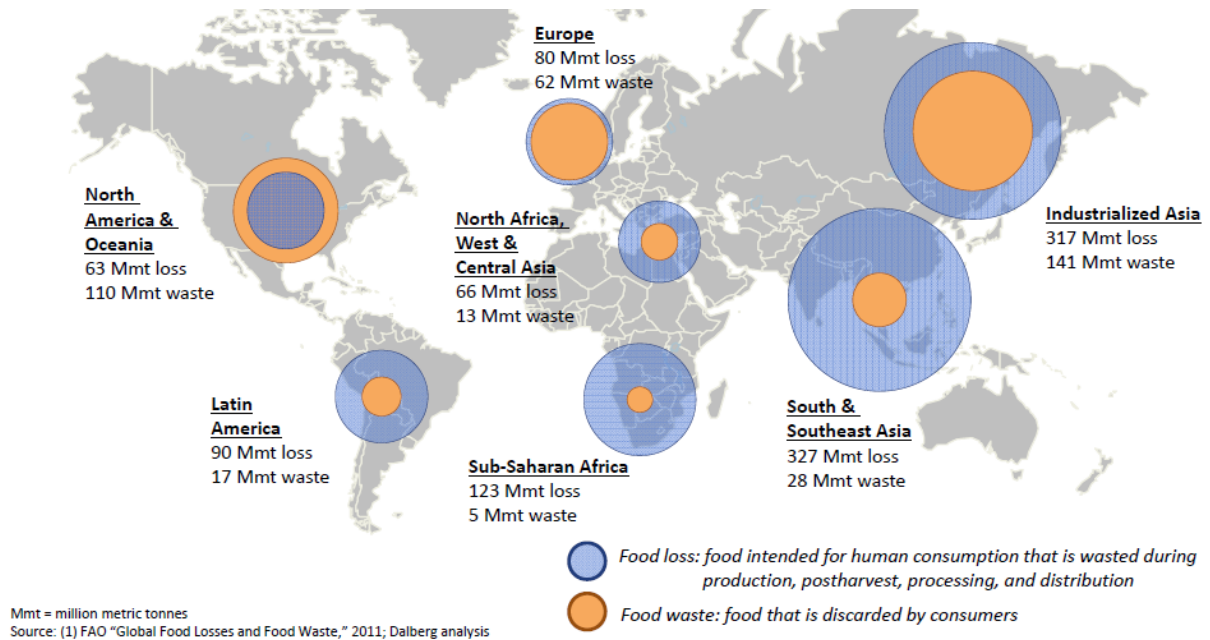 Europe
80 Mmt loss
62 Mmt waste
North
America &
Oceania
63 Mmt loss
110 Mmt waste
North Africa,
West &
Central Asia
66 Mmt loss
13 Mmt waste
Industrialized Asia
317 Mmt loss
141 Mmt waste
Latin
America
90 Mmt loss
17 Mmt waste
Sub-Saharan Africa
123 Mmt loss
5 Mmt waste
South &
Southeast Asia
327 Mmt loss
28 Mmt waste
Food loss: food intended for human consumption that is wasted during
production, postharvest, processing, and distribution
Food waste: food that is discarded by consumers
Mmt = million metric tonnes
Source: (1) FAO "Global Food Losses and Food Waste," 2011; Dalberg analysis